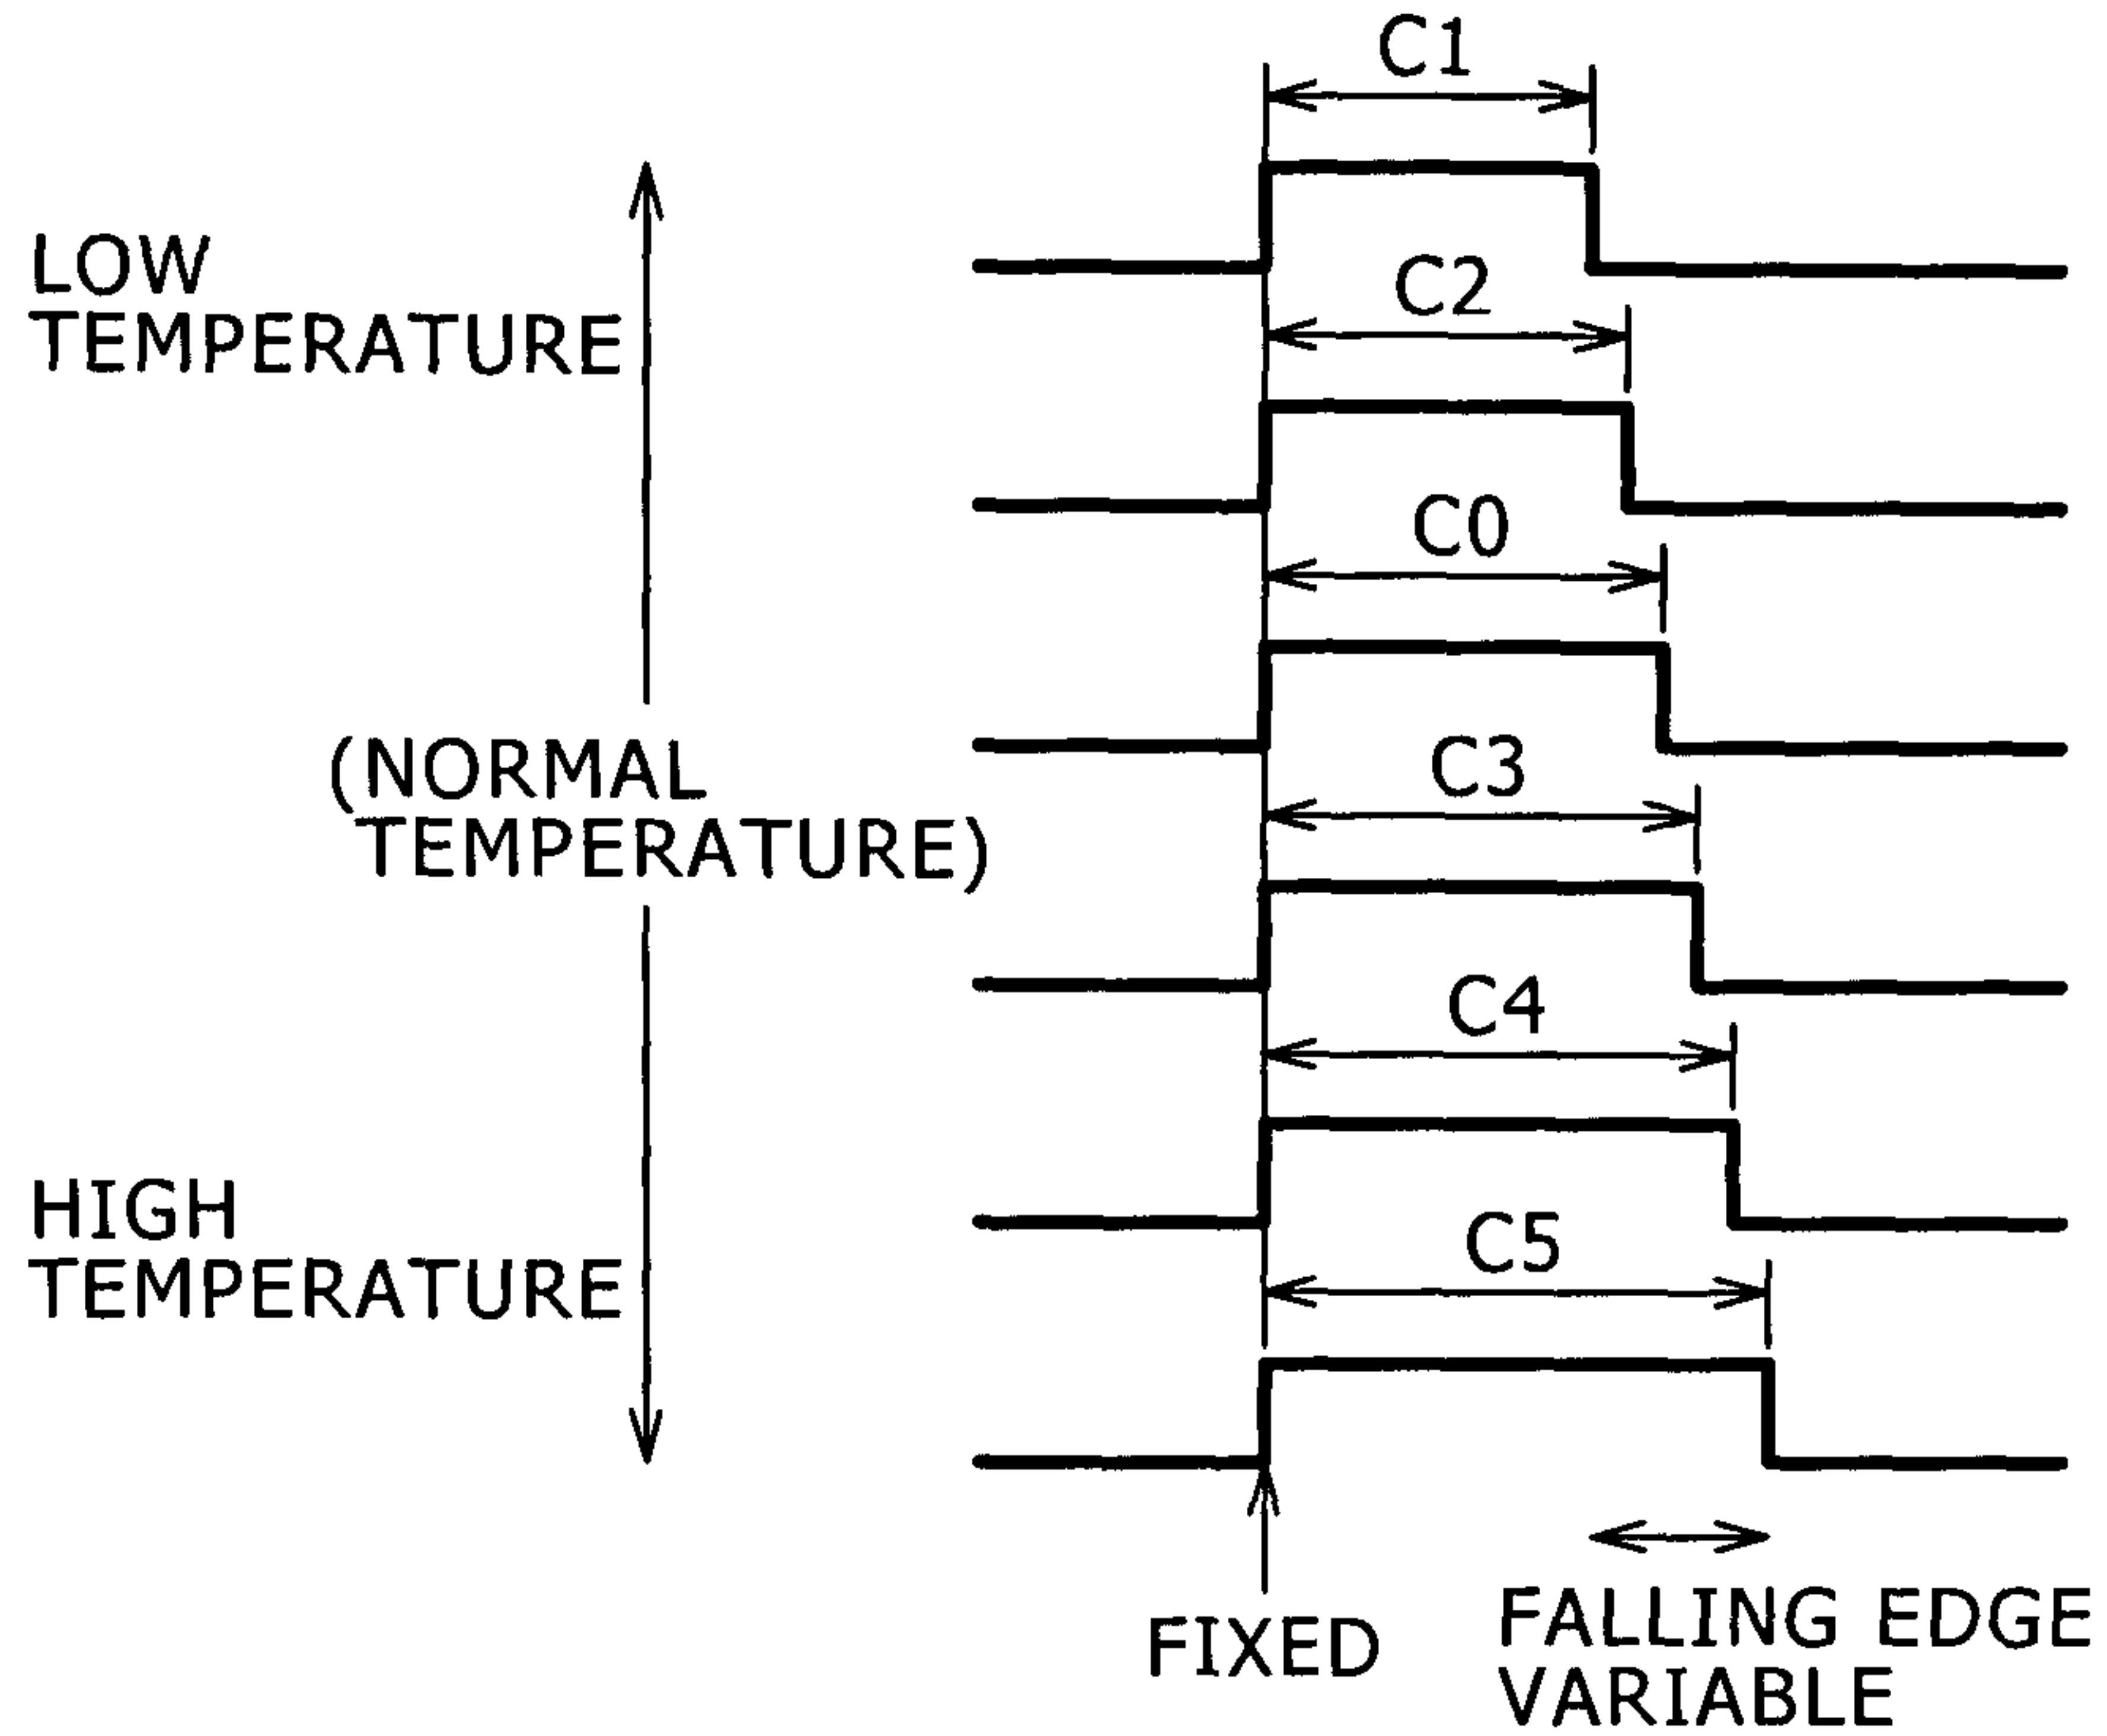 C1
LOW
TEMPERATURE
C2
C0
(NORMAL
TEMPERATURE)
C3
C4
HIGH
TEMPERATURE
C5
FIXED
FALLING EDGE
VARIABLE